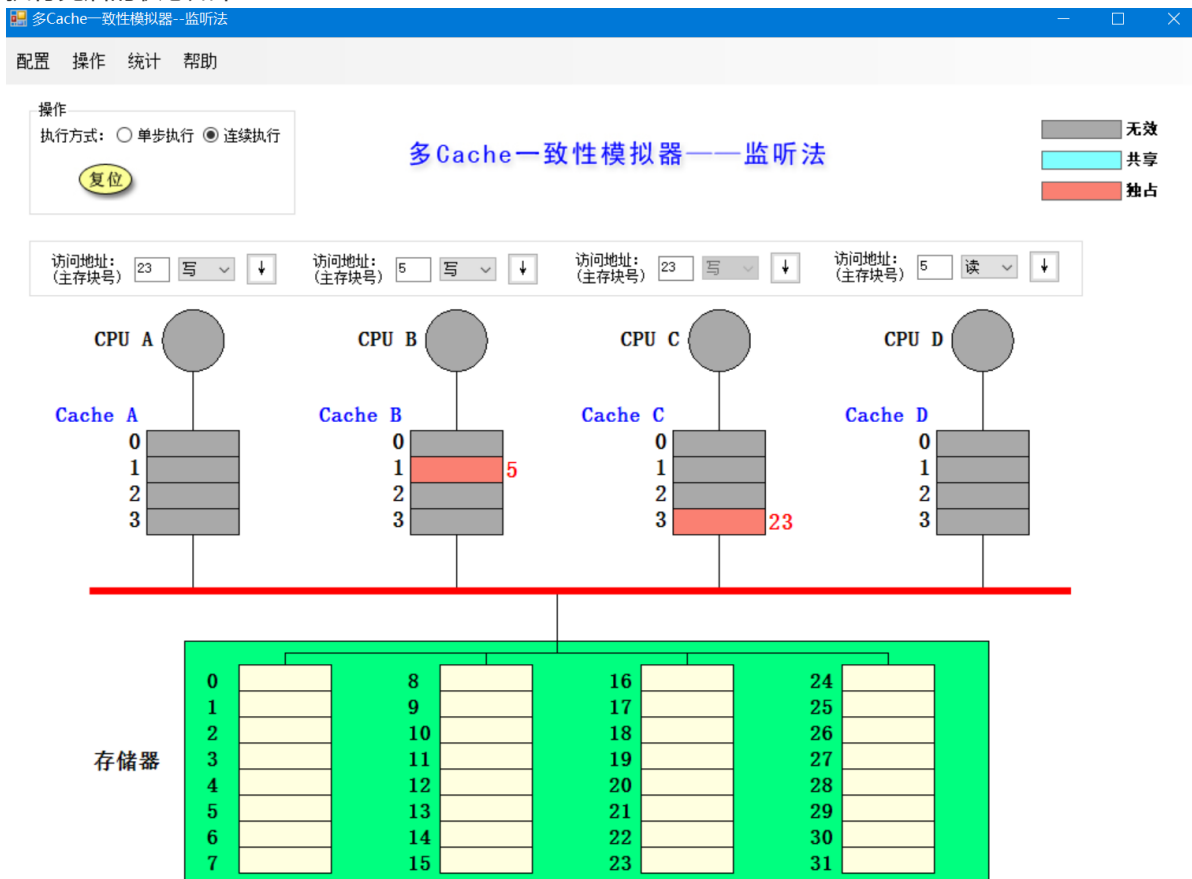 多Cache一致性模拟器--监听法
配置 操作 统计 帮助
操作
执行方式: 单步执行 连续执行
复位
多Cache一致性模拟器——监听法
无效
共享
独占
访问地址: (主存块号) 23 写 ↓
访问地址: (主存块号) 5 写 ↓
访问地址: (主存块号) 23 写 ↓
访问地址: (主存块号) 5 读 ↓
CPU A CPU B CPU C CPU D
Cache A Cache B Cache C Cache D
0 0 0 0
1 1 5 1 1
2 2 2 2
3 3 3 23 3
0 8 16 24
1 9 17 25
2 10 18 26
存储器 3 11 19 27
4 12 20 28
5 13 21 29
6 14 22 30
7 15 23 31